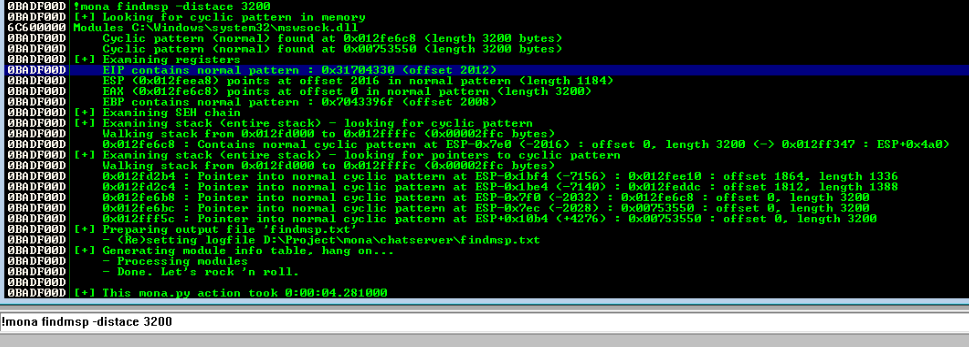 0BADF00D !mona findmsp -distace 3200
0BADF00D [+] Looking for cyclic pattern in memory
6C600000 Modules C:\Windows\system32\mswsock.dll
0BADF00D Cyclic pattern (normal) found at 0x012fe6c8 (length 3200 bytes)
0BADF00D Cyclic pattern (normal) found at 0x00753550 (length 3200 bytes)
0BADF00D [+] Examining registers
0BADF00D EIP contains normal pattern : 0x31704330 (offset 2012)
0BADF00D ESP (0x012feea8) points at offset 2016 in normal pattern (length 1184)
0BADF00D EAX (0x012fe6c8) points at offset 0 in normal pattern (length 3200)
0BADF00D EBP contains normal pattern : 0x7043396f (offset 2008)
0BADF00D [+] Examining SEH chain
0BADF00D [+] Examining stack (entire stack) - looking for cyclic pattern
0BADF00D Walking stack from 0x012fd000 to 0x012ffffc (0x00002ffc bytes)
0BADF00D 0x012fe6c8 : Contains normal cyclic pattern at ESP-0x7e0 (-2016) : offset 0, length 3200 (-> 0x012ff347 : ESP+0x4a0)
0BADF00D [+] Examining stack (entire stack) - looking for pointers to cyclic pattern
0BADF00D Walking stack from 0x012fd000 to 0x012ffffc (0x00002ffc bytes)
0BADF00D 0x012fd2b4 : Pointer into normal cyclic pattern at ESP-0x1bf4 (-7156) : 0x012fee10 : offset 1864, length 1336
0BADF00D 0x012fd2c4 : Pointer into normal cyclic pattern at ESP-0x1be4 (-7140) : 0x012feddc : offset 1812, length 1388
0BADF00D 0x012fe6b8 : Pointer into normal cyclic pattern at ESP-0x7f0 (-2032) : 0x012fe6c8 : offset 0, length 3200
0BADF00D 0x012fe6bc : Pointer into normal cyclic pattern at ESP-0x7ec (-2028) : 0x00753550 : offset 0, length 3200
0BADF00D 0x012fff5c : Pointer into normal cyclic pattern at ESP+0x10b4 (+4276) : 0x00753550 : offset 0, length 3200
0BADF00D [+] Preparing output file 'findmsp.txt'
0BADF00D - (Re)setting logfile D:\Project\mona\chatserver\findmsp.txt
0BADF00D [+] Generating module info table, hang on...
0BADF00D - Processing modules
0BADF00D - Done. Let's rock 'n roll.
0BADF00D
0BADF00D [+] This mona.py action took 0:00:04.281000
!mona findmsp -distace 3200